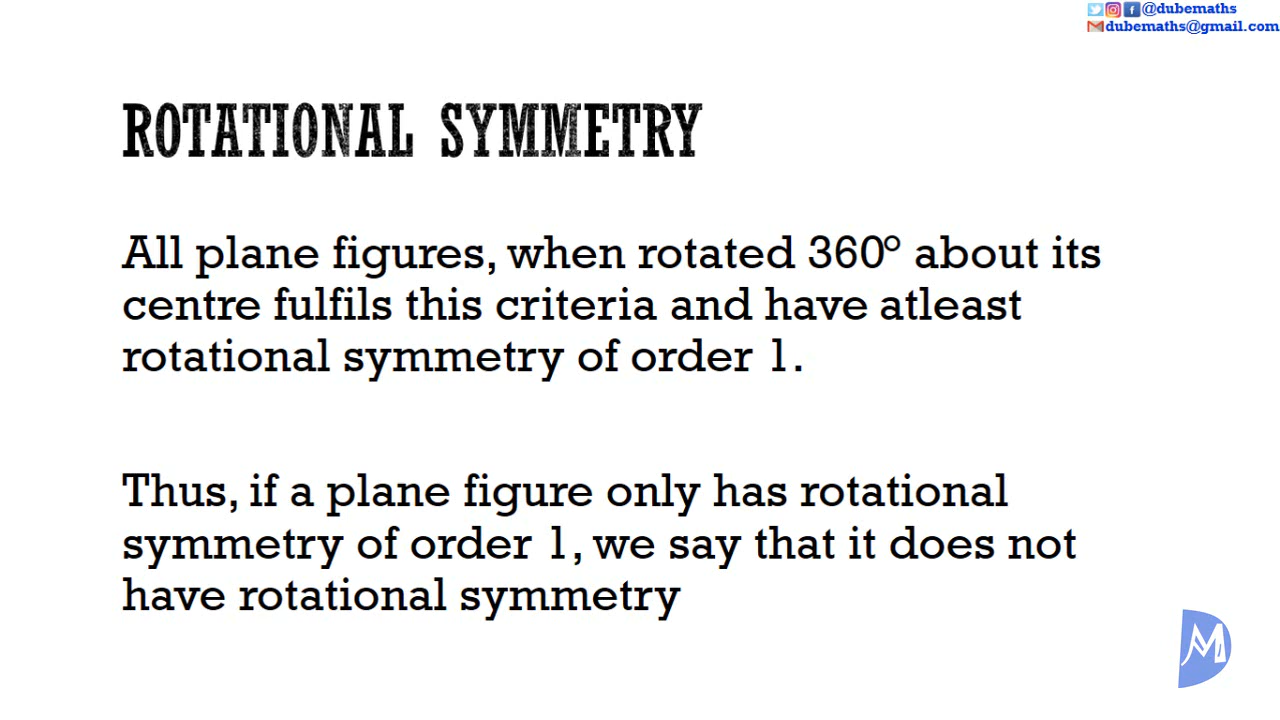 @dubemaths
dubemaths@gmail.com
ROTATIONAL SYMMETRY
All plane figures, when rotated 360° about its
centre fulfils this criteria and have atleast
rotational symmetry of order 1.
Thus, if a plane figure only has rotational
symmetry of order 1, we say that it does not
have rotational symmetry
DM